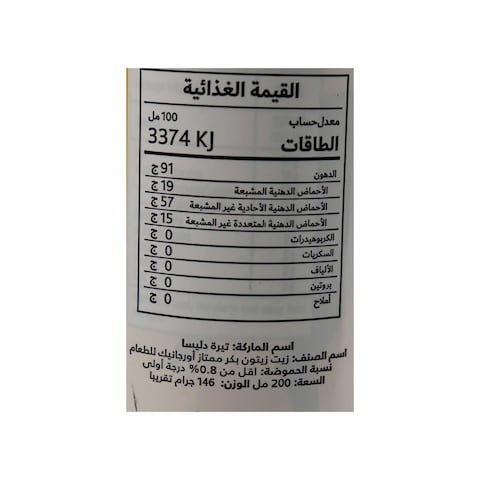 القيمة الغذائية
معدل حساب 100 مل
الطاقات 3374 KJ
الدهون 91 ج
الأحماض الدهنية المشبعة 19 ج
الأحماض الدهنية الأحادية غير المشبعة 57 ج
الأحماض الدهنية المتعددة غير المشبعة 15 ج
الكربوهيدرات 0 ج
السكريات 0 ج
الألياف 0 ج
بروتين 0 ج
أملاح 0 ج
اسم الماركة: تيرة دليسا
اسم الصنف: زيت زيتون بكر ممتاز أورجانيك للطعام
نسبة الحموضة: اقل من 0.8% درجة أولى
السعة: 200 مل الوزن: 146 جرام تقريبا